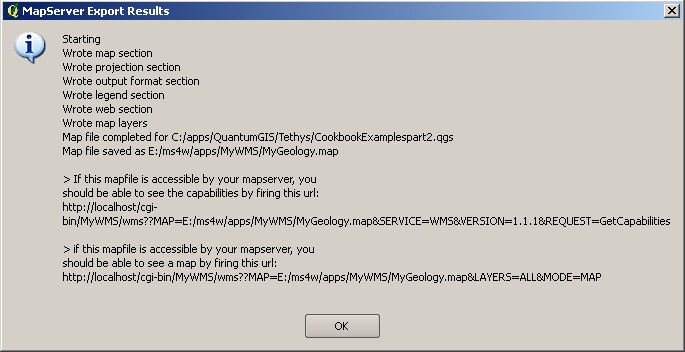 MapServer Export Results
Starting
Wrote map section
Wrote projection section
Wrote output format section
Wrote legend section
Wrote web section
Wrote map layers
Map file completed for C:/apps/QuantumGIS/Tethys/CookbookExamplespart2.qgs
Map file saved as E:/ms4w/apps/MyWMS/MyGeology.map
> If this mapfile is accessible by your mapserver, you
should be able to see the capabilities by firing this url:
http://localhost/cgi-
bin/MyWMS/wms??MAP=E:/ms4w/apps/MyWMS/MyGeology.map&SERVICE=WMS&VERSION=1.1.1&REQUEST=GetCapabilities
> if this mapfile is accessible by your mapserver, you
should be able to see a map by firing this url:
http://localhost/cgi-bin/MyWMS/wms??MAP=E:/ms4w/apps/MyWMS/MyGeology.map&LAYERS=ALL&MODE=MAP
OK